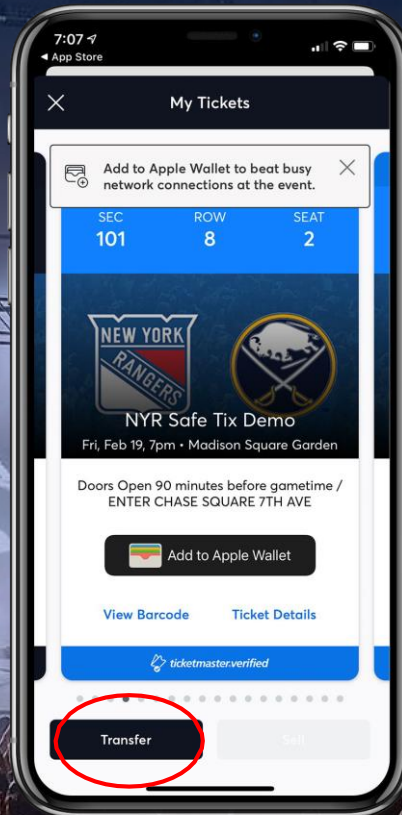 7:07
◀ App Store
My Tickets
Add to Apple Wallet to beat busy
network connections at the event.
SEC ROW SEAT
101 8 2
NEW YORK
RANGERS
NYR Safe Tix Demo
Fri, Feb 19, 7pm • Madison Square Garden
Doors Open 90 minutes before gametime /
ENTER CHASE SQUARE 7TH AVE
Add to Apple Wallet
View Barcode Ticket Details
ticketmaster.verified
Transfer Sell